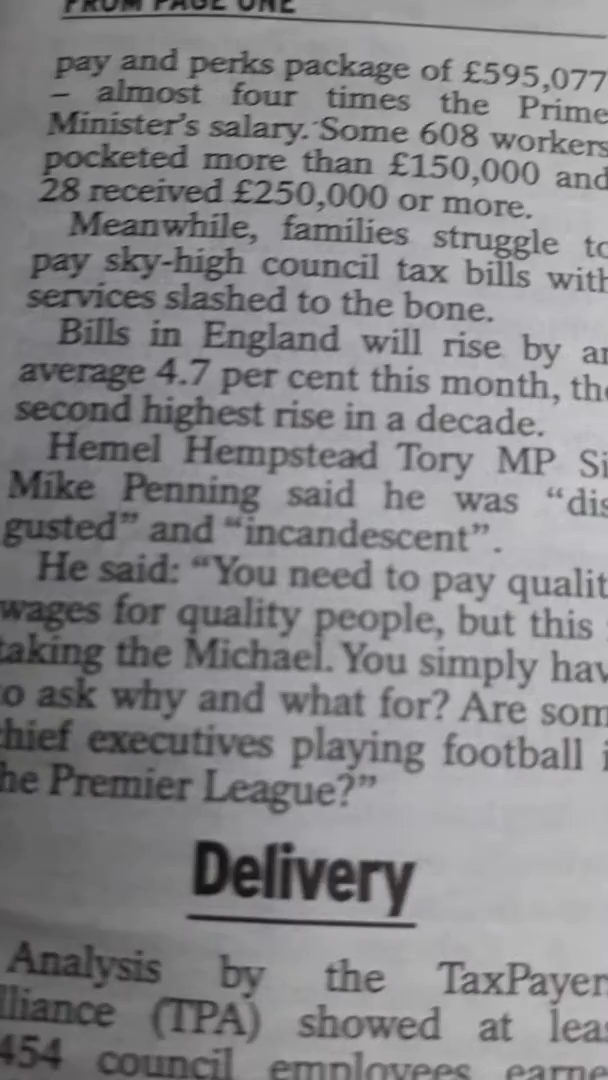 FROM PAGE ONE
pay and perks package of £595,077
– almost four times the Prime
Minister's salary. Some 608 workers
pocketed more than £150,000 and
28 received £250,000 or more.
Meanwhile, families struggle to
pay sky-high council tax bills with
services slashed to the bone.
Bills in England will rise by an
average 4.7 per cent this month, the
second highest rise in a decade.
Hemel Hempstead Tory MP Si
Mike Penning said he was “dis
gusted” and “incandescent”.
He said: “You need to pay qualit
wages for quality people, but this
taking the Michael. You simply hav
to ask why and what for? Are som
chief executives playing football i
the Premier League?”
Delivery
Analysis by the TaxPayer
lliance (TPA) showed at leas
454 council employees earne